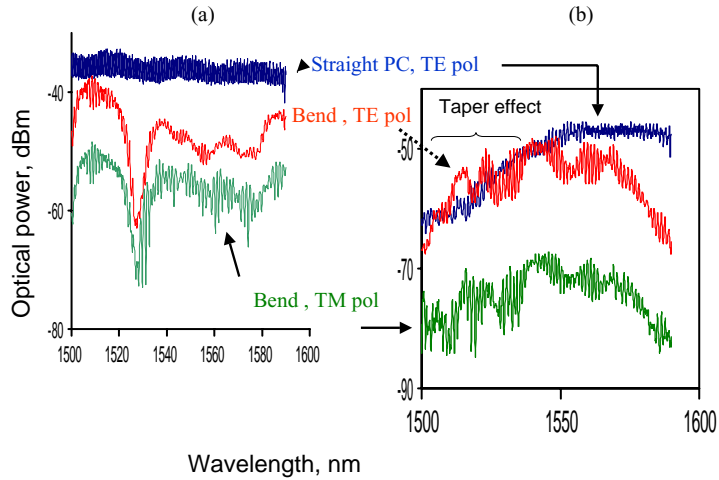 (a)
(b)
Straight PC, TE pol
Bend , TE pol
Taper effect
Bend , TM pol
Optical power, dBm
-40
-60
-80
1500
1520
1540
1560
1580
1600
-50
-70
-90
1500
1550
1600
Wavelength, nm